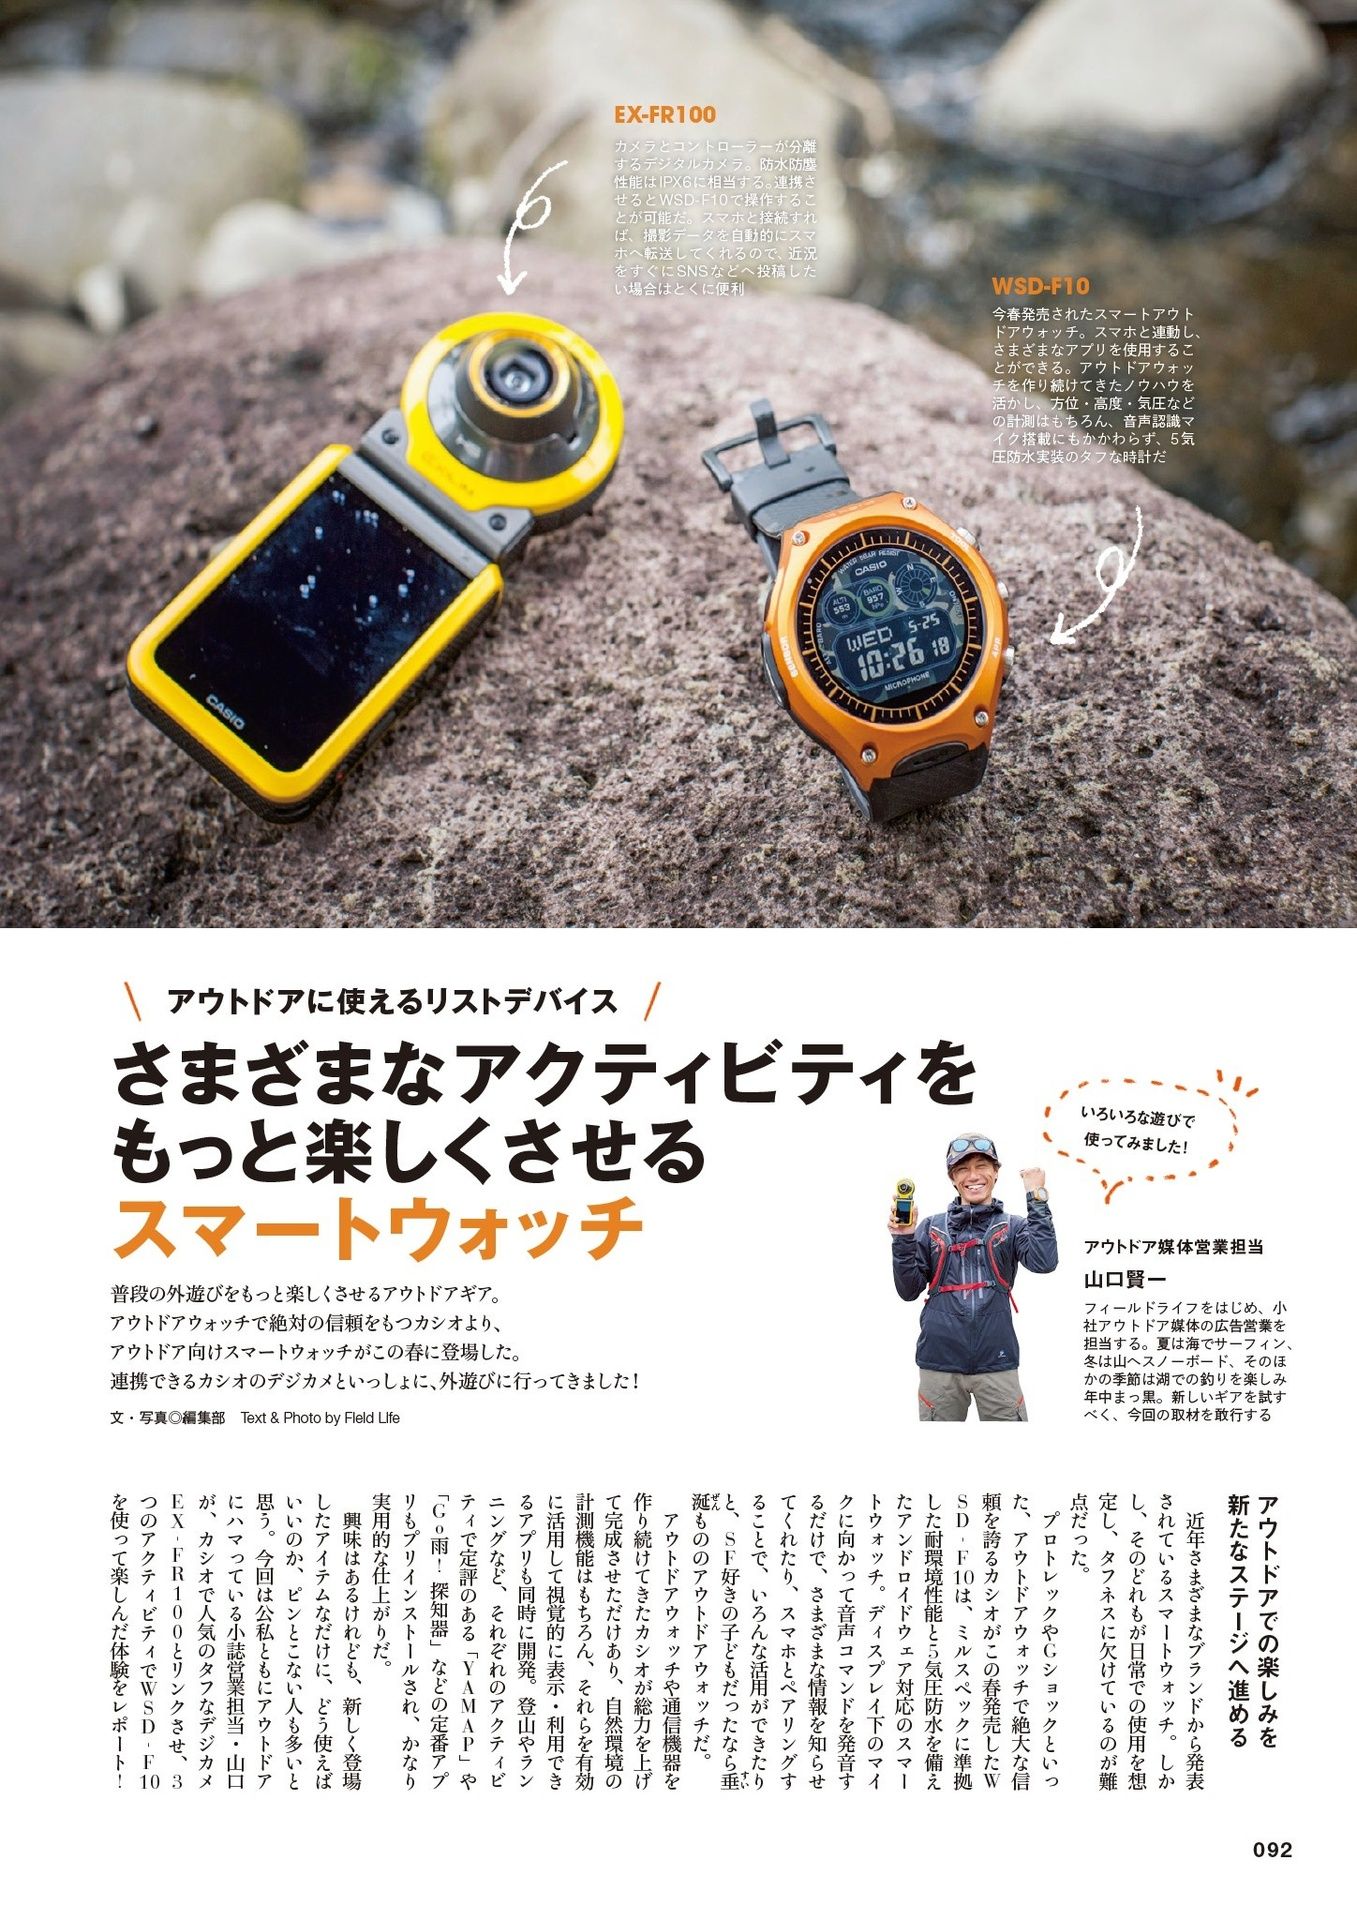 EX-FR100
カメラとコントローラーが分離
するデジタルカメラ。防水防塵
性能はIPX6に相当する。連携さ
せるとWSD-F10で操作するこ
とが可能だ。スマホと接続すれ
ば、撮影データを自動的にスマ
ホへ転送してくれるので、近況
をすぐにSNSなどへ投稿した
い場合はとくに便利
WSD-F10
今春発売されたスマートアウト
ドアウォッチ。スマホと連動し、
さまざまなアプリを使用するこ
とができる。アウトドアウォッ
チを作り続けてきたノウハウを
活かし、方位・高度・気圧など
の計測はもちろん、音声認識マ
イク搭載にもかかわらず、5気
圧防水実装のタフな時計だ
CASIO
WATER 50BAR RESIST
CASIO
ALTI
553
m
BARO
957
hPa
N
WED 5-25
10:26 18
MICROPHONE
アウトドアに使えるリストデバイス
さまざまなアクティビティを
もっと楽しくさせる
スマートウォッチ
普段の外遊びをもっと楽しくさせるアウトドアギア。
アウトドアウォッチで絶対の信頼をもつカシオより、
アウトドア向けスマートウォッチがこの春に登場した。
連携できるカシオのデジカメといっしょに、外遊びに行ってきました!
文・写真◎編集部 Text & Photo by Field Life
いろいろな遊びで
使ってみました!
アウトドア媒体営業担当
山口賢一
フィールドライフをはじめ、小
社アウトドア媒体の広告営業を
担当する。夏は海でサーフィン、
冬は山へスノーボード、そのほ
かの季節は湖での釣りを楽しみ
年中まっ黒。新しいギアを試す
べく、今回の取材を敢行する
アウトドアでの楽しみを
新たなステージへ進める
近年さまざまなブランドから発表
されているスマートウォッチ。しか
し、そのどれもが日常での使用を想
定し、タフネスに欠けているのが難
点だった。
プロトレックやGショックといっ
た、アウトドアウォッチで絶大な信
頼を誇るカシオがこの春発売したW
SD-F10は、ミルスペックに準拠
した耐環境性能と5気圧防水を備え
たアンドロイドウェア対応のスマー
トウォッチ。ディスプレイ下のマイ
クに向かって音声コマンドを発音す
るだけで、さまざまな情報を知らせ
てくれたり、スマホとペアリングす
ることで、いろんな活用ができたり
と、SF好きの子どもだったなら垂
涎もののアウトドアウォッチだ。
アウトドアウォッチや通信機器を
作り続けてきたカシオが総力を上げ
て完成させただけあり、自然環境の
計測機能はもちろん、それらを有効
に活用して視覚的に表示・利用でき
るアプリも同時に開発。登山やラン
ニングなど、それぞれのアクティビ
ティで定評のある「YAMAP」や
「Go雨!探知器」などの定番アプ
リもプリインストールされ、かなり
実用的な仕上がりだ。
興味はあるけれども、新しく登場
したアイテムなだけに、どう使えば
いいのか、ピンとこない人も多いと
思う。今回は公私ともにアウトドア
にハマっている小誌営業担当・山口
が、カシオで人気のタフなデジカメ
EX-FR100とリンクさせ、3
つのアクティビティでWSD-F10
を使って楽しんだ体験をレポート!
092